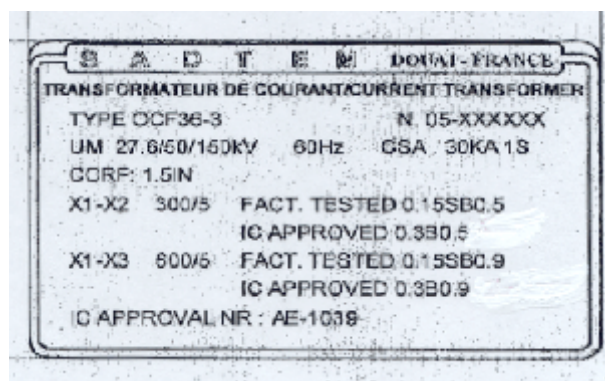 SADTEM DOUAI - FRANCE
TRANSFORMATEUR DE COURANT/CURRENT TRANSFORMER
TYPE OCF36-3 N. 05-XXXXXX
UM 27.6/50/150kV 60Hz CSA 30KA 1S
CORF: 1.5IN
X1-X2 300/5 FACT. TESTED 0.15SB0.5
IC APPROVED 0.3B0.5
X1-X3 600/5 FACT. TESTED 0.15SB0.9
IC APPROVED 0.3B0.9
IC APPROVAL NR : AE-1039